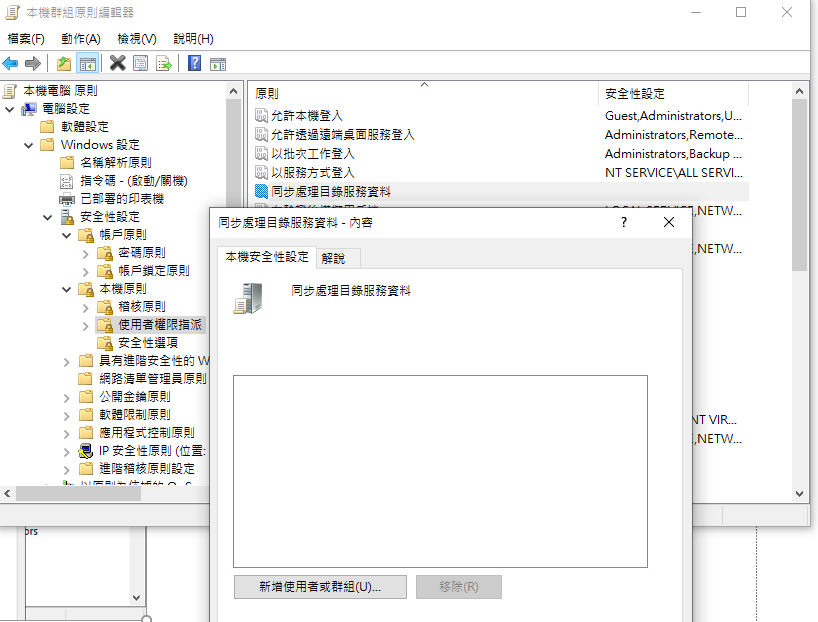 本機群組原則編輯器
檔案(F) 動作(A) 檢視(V) 說明(H)
本機電腦 原則
電腦設定
軟體設定
Windows 設定
名稱解析原則
指令碼 - (啟動/關機)
已部署的印表機
安全性設定
帳戶原則
密碼原則
帳戶鎖定原則
本機原則
稽核原則
使用者權限指派
安全性選項
具有進階安全性的 W
網路清單管理員原則
公開金鑰原則
軟體限制原則
應用程式控制原則
IP 安全性原則 (位置:
進階稽核原則設定
原則 安全性設定
允許本機登入 Guest,Administrators,U...
允許透過遠端桌面服務登入 Administrators,Remote...
以批次工作登入 Administrators,Backup ...
以服務方式登入 NT SERVICE\ALL SERVI...
同步處理目錄服務資料
,NETW...
,NETW...
NT VIR...
,NETW...
同步處理目錄服務資料 - 內容 ?
本機安全性設定 解說
同步處理目錄服務資料
新增使用者或群組(U)... 移除(R)
ors